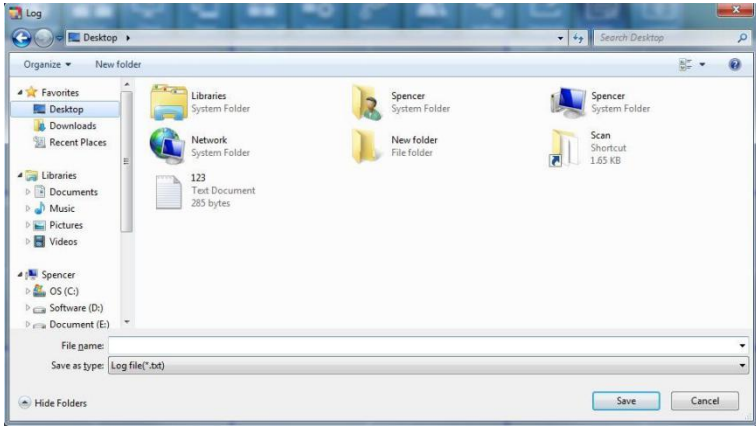 Log
Desktop
Search Desktop
Organize
New folder
Favorites
Desktop
Downloads
Recent Places
Libraries
Documents
Music
Pictures
Videos
Spencer
OS (C:)
Software (D:)
Document (E:)
Libraries
System Folder
Spencer
System Folder
Spencer
System Folder
Network
System Folder
New folder
File folder
Scan
Shortcut
1.65 KB
123
Text Document
285 bytes
File name:
Save as type: Log file(*.txt)
Hide Folders
Save
Cancel